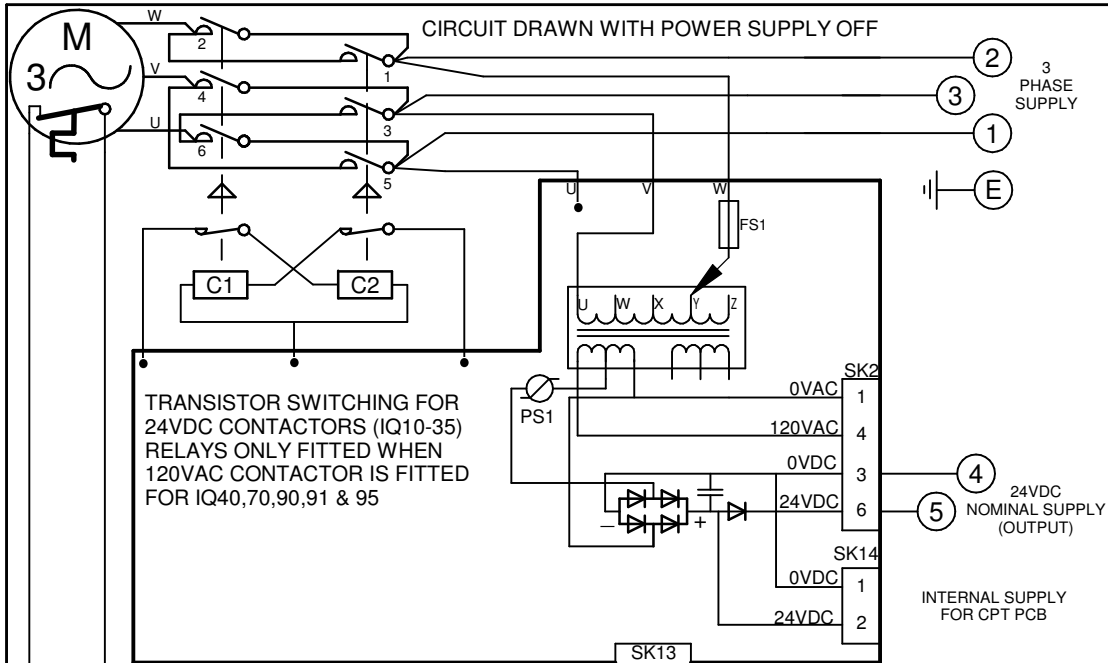 CIRCUIT DRAWN WITH POWER SUPPLY OFF
W
M
3
V
U
2
1
4
3
6
5
2
3
1
E
3
PHASE
SUPPLY
U
V
W
FS1
C1
C2
U
W
X
Y
Z
PS1
TRANSISTOR SWITCHING FOR
24VDC CONTACTORS (IQ10-35)
RELAYS ONLY FITTED WHEN
120VAC CONTACTOR IS FITTED
FOR IQ40,70,90,91 & 95
SK2
0VAC
1
120VAC
4
0VDC
3
24VDC
6
4
5
24VDC
NOMINAL SUPPLY
(OUTPUT)
–
+
SK14
0VDC
1
24VDC
2
INTERNAL SUPPLY
FOR CPT PCB
SK13